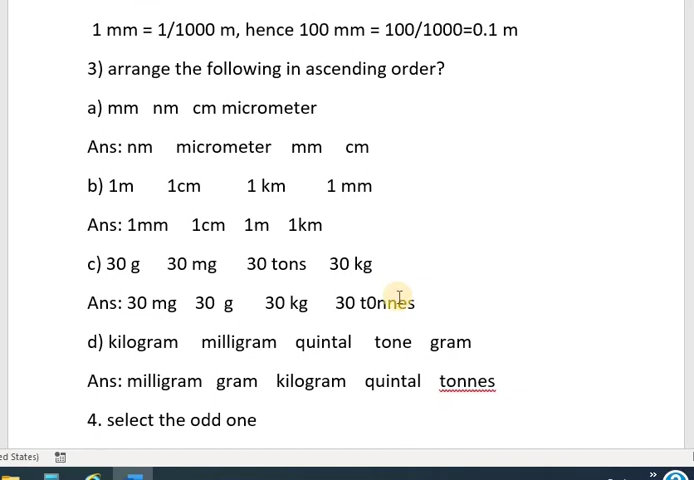 1 mm = 1/1000 m, hence 100 mm = 100/1000=0.1 m
3) arrange the following in ascending order?
a) mm nm cm micrometer
Ans: nm micrometer mm cm
b) 1m 1cm 1 km 1 mm
Ans: 1mm 1cm 1m 1km
c) 30 g 30 mg 30 tons 30 kg
Ans: 30 mg 30 g 30 kg 30 t0nnes
d) kilogram milligram quintal tone gram
Ans: milligram gram kilogram quintal tonnes
4. select the odd one
ed States)